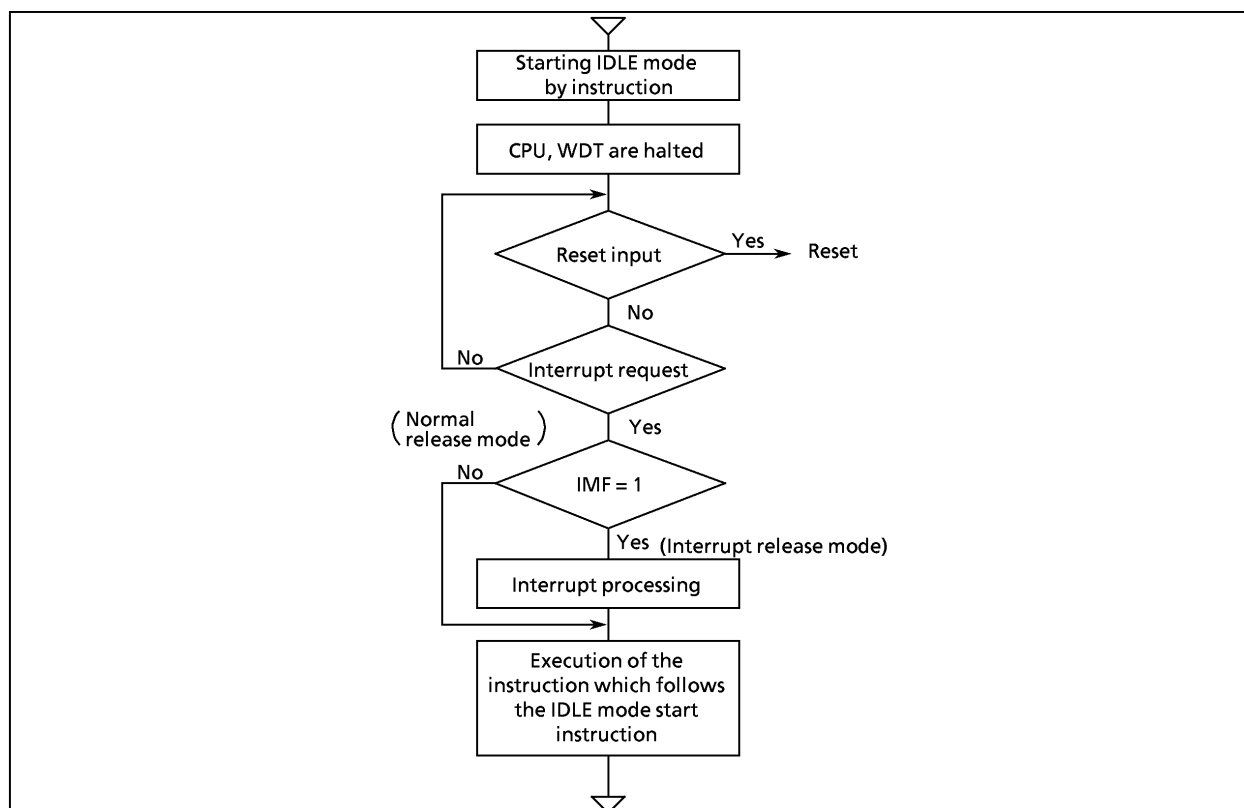 Starting IDLE mode
by instruction
CPU, WDT are halted
Reset input
Yes
Reset
No
Interrupt request
No
Yes
(Normal
release mode)
IMF = 1
No
Yes (Interrupt release mode)
Interrupt processing
Execution of the
instruction which follows
the IDLE mode start
instruction